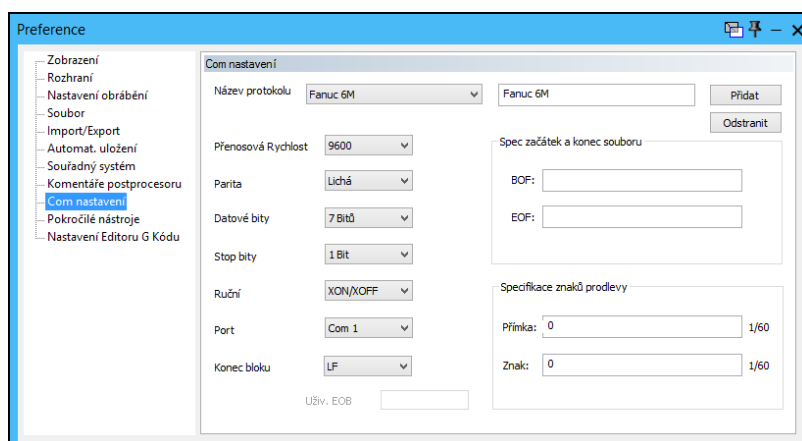 Preference
Zobrazení
Rozhraní
Nastavení obrábění
Soubor
Import/Export
Automat. uložení
Souřadný systém
Komentáře postprocesoru
Com nastavení
Pokročilé nástroje
Nastavení Editoru G Kódu
Com nastavení
Název protokolu Fanuc 6M Fanuc 6M Přidat
Odstranit
Přenosová Rychlost 9600
Parita Lichá
Datové bity 7 Bitů
Stop bity 1 Bit
Ruční XON/XOFF
Port Com 1
Konec bloku LF
Uživ. EOB
Spec začátek a konec souboru
BOF:
EOF:
Specifikace znaků prodlevy
Přímka: 0 1/60
Znak: 0 1/60